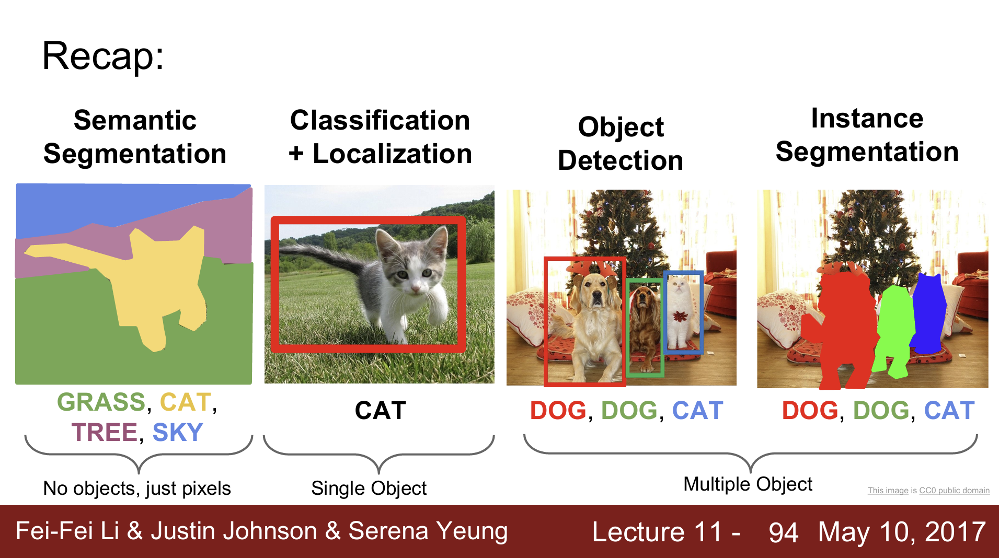 Recap:
Semantic
Segmentation
Classification
+ Localization
Object
Detection
Instance
Segmentation
GRASS, CAT,
TREE, SKY
CAT
DOG, DOG, CAT
DOG, DOG, CAT
No objects, just pixels
Single Object
Multiple Object
This image is CC0 public domain
Fei-Fei Li & Justin Johnson & Serena Yeung
Lecture 11 - 94 May 10, 2017